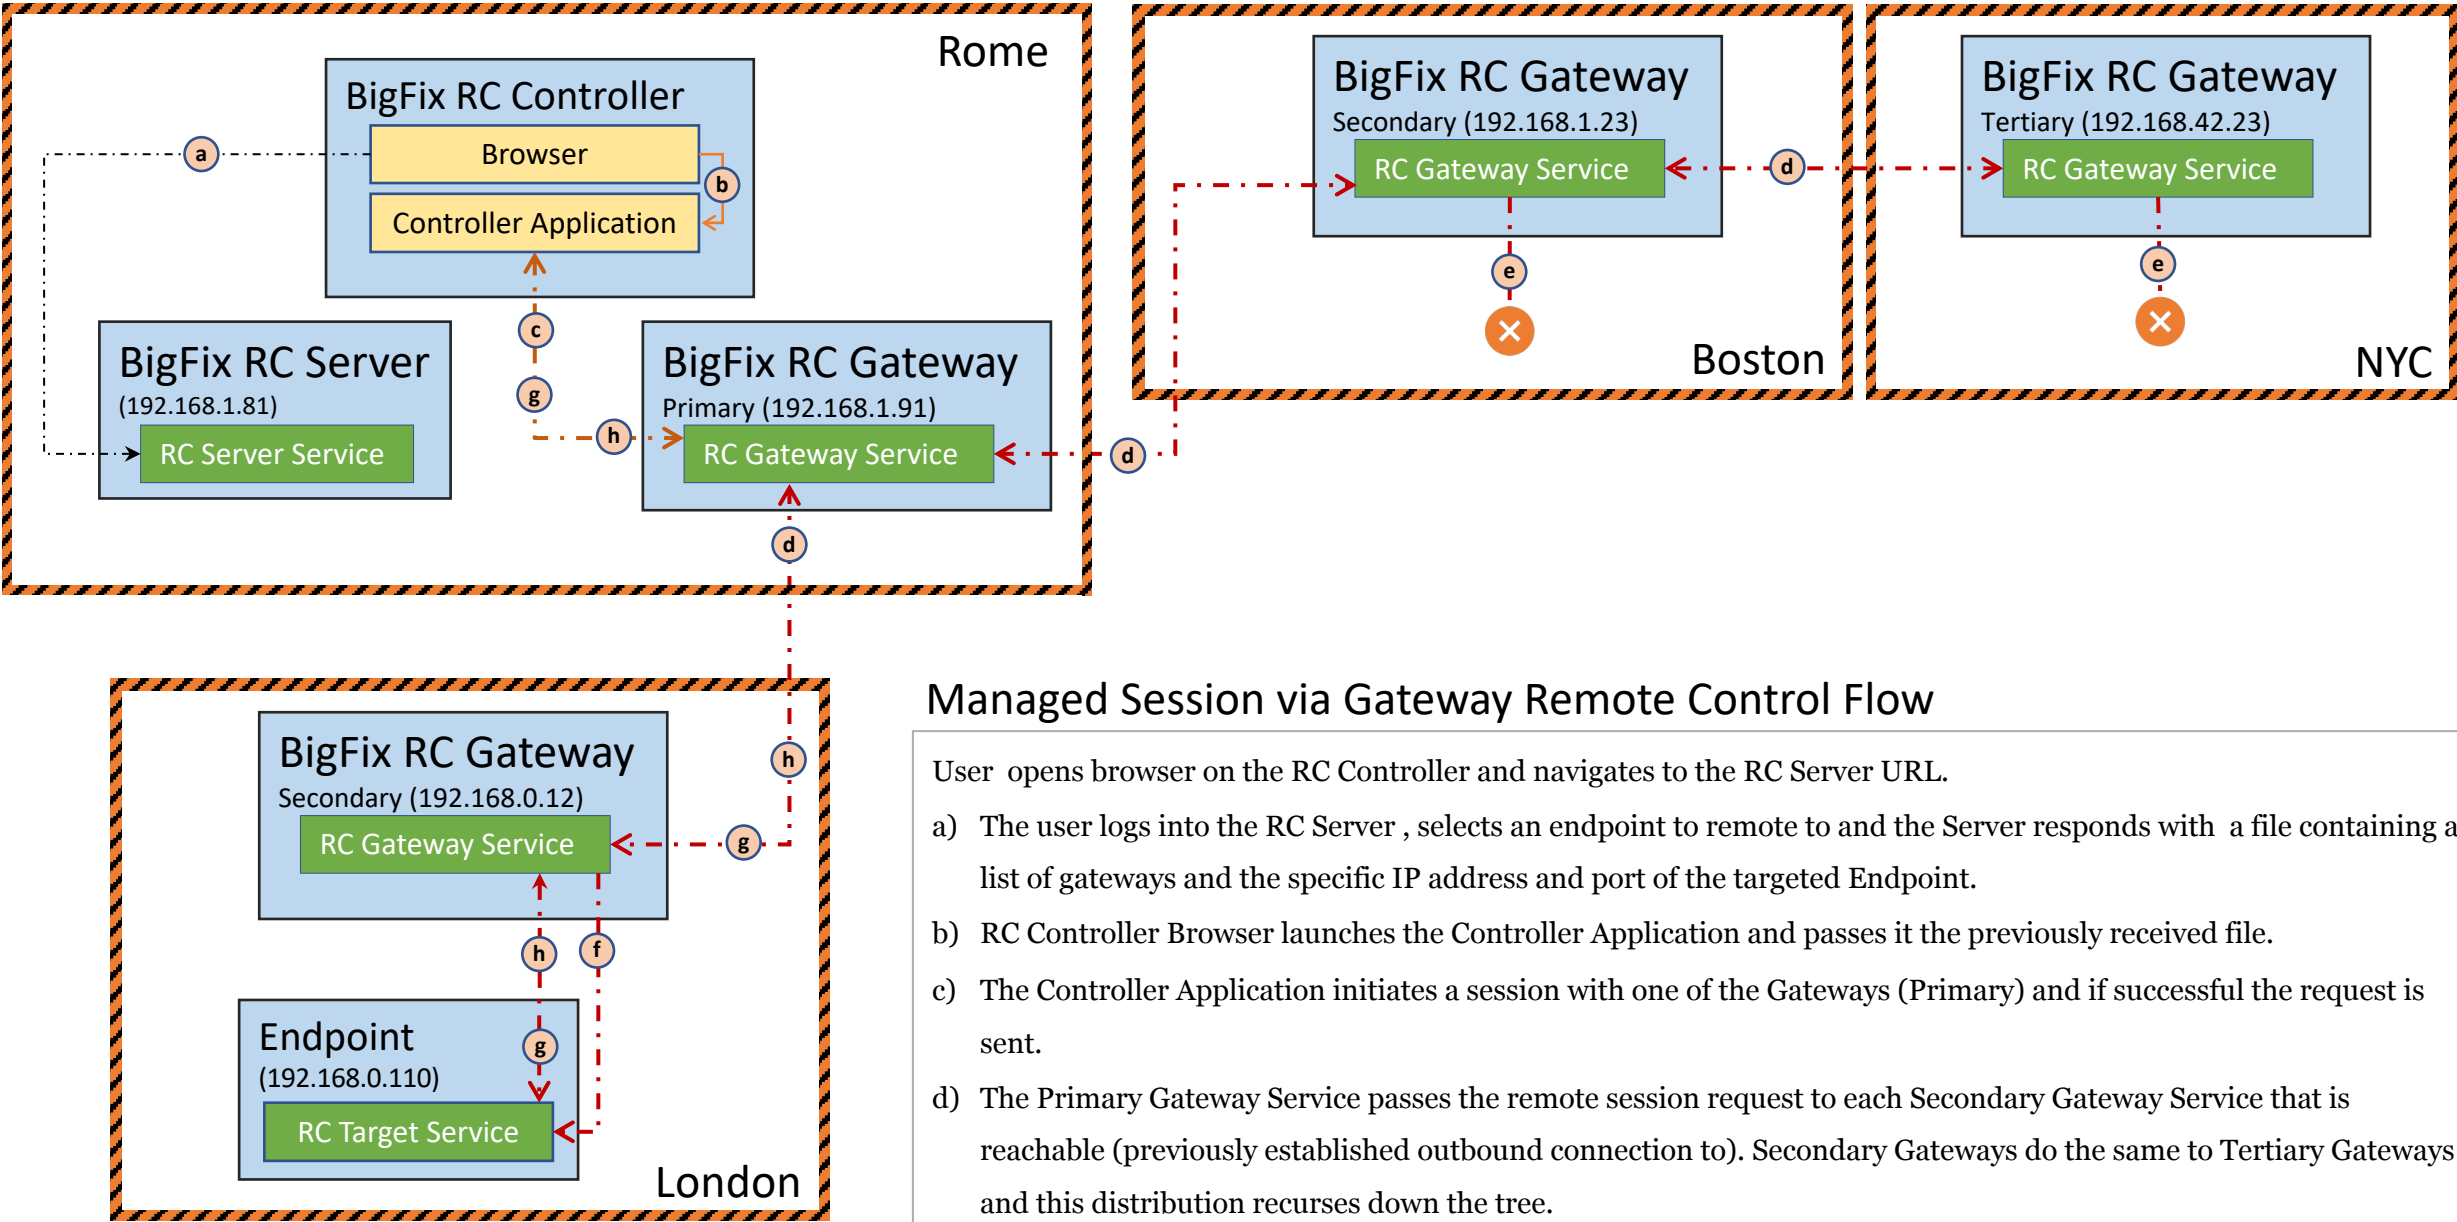 Rome
BigFix RC Controller
a
Browser
b
Controller Application
c
BigFix RC Server
(192.168.1.81)
RC Server Service
g
h
BigFix RC Gateway
Primary (192.168.1.91)
RC Gateway Service
d
d
BigFix RC Gateway
Secondary (192.168.1.23)
RC Gateway Service
e
Boston
d
BigFix RC Gateway
Tertiary (192.168.42.23)
RC Gateway Service
e
NYC
BigFix RC Gateway
Secondary (192.168.0.12)
RC Gateway Service
h
g
h
f
Endpoint
(192.168.0.110)
g
RC Target Service
London
Managed Session via Gateway Remote Control Flow
User opens browser on the RC Controller and navigates to the RC Server URL.
a) The user logs into the RC Server , selects an endpoint to remote to and the Server responds with a file containing a
list of gateways and the specific IP address and port of the targeted Endpoint.
b) RC Controller Browser launches the Controller Application and passes it the previously received file.
c) The Controller Application initiates a session with one of the Gateways (Primary) and if successful the request is
sent.
d) The Primary Gateway Service passes the remote session request to each Secondary Gateway Service that is
reachable (previously established outbound connection to). Secondary Gateways do the same to Tertiary Gateways
and this distribution recurses down the tree.